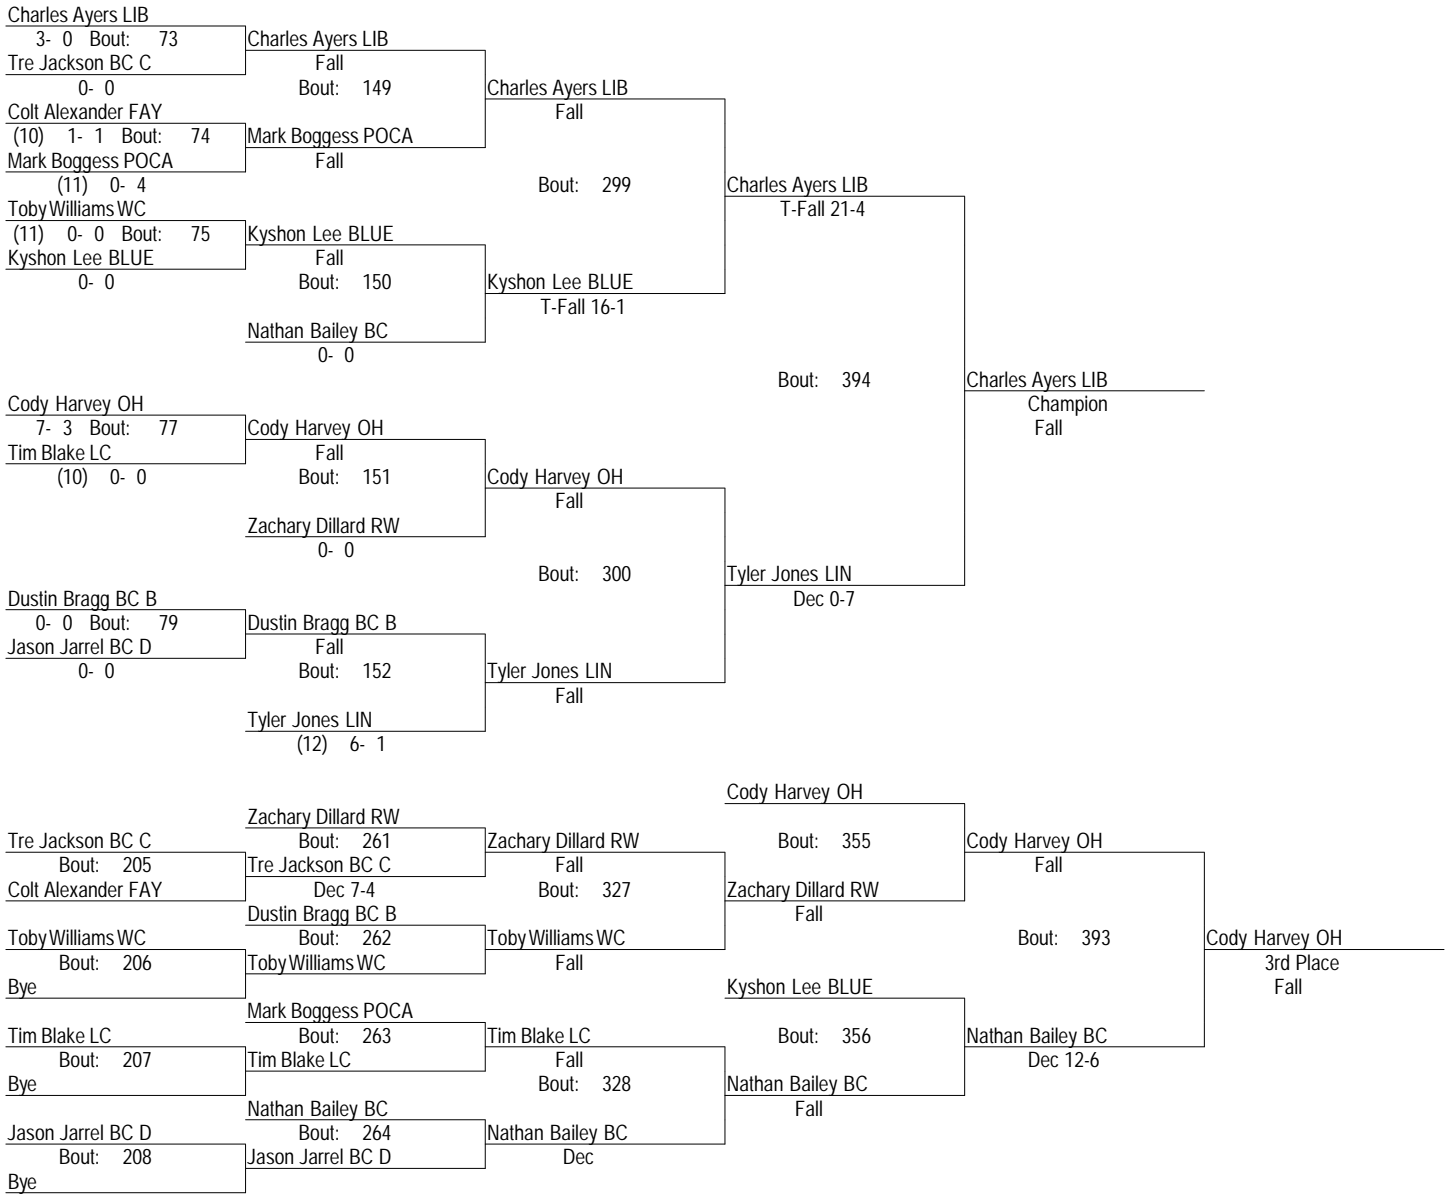 Charles Ayers LIB
3- 0 Bout: 73
Charles Ayers LIB
Tre Jackson BC C
Fall
0- 0
Bout: 149
Charles Ayers LIB
Colt Alexander FAY
Fall
(10) 1- 1 Bout: 74
Mark Boggess POCA
Mark Boggess POCA
Fall
(11) 0- 4
Bout: 299
Charles Ayers LIB
Toby Williams WC
T-Fall 21-4
(11) 0- 0 Bout: 75
Kyshon Lee BLUE
Kyshon Lee BLUE
Fall
0- 0
Bout: 150
Kyshon Lee BLUE
T-Fall 16-1
Nathan Bailey BC
0- 0
Bout: 394
Charles Ayers LIB
Champion
Fall
Cody Harvey OH
7- 3 Bout: 77
Cody Harvey OH
Tim Blake LC
Fall
(10) 0- 0
Bout: 151
Cody Harvey OH
Fall
Zachary Dillard RW
0- 0
Bout: 300
Tyler Jones LIN
Dec 0-7
Dustin Bragg BC B
0- 0 Bout: 79
Dustin Bragg BC B
Jason Jarrel BC D
Fall
0- 0
Bout: 152
Tyler Jones LIN
Fall
Tyler Jones LIN
(12) 6- 1
Cody Harvey OH
Zachary Dillard RW
Tre Jackson BC C
Bout: 261
Zachary Dillard RW
Bout: 355
Cody Harvey OH
Bout: 205
Tre Jackson BC C
Fall
Fall
Colt Alexander FAY
Dec 7-4
Bout: 327
Zachary Dillard RW
Dustin Bragg BC B
Fall
Toby Williams WC
Bout: 262
Toby Williams WC
Bout: 393
Cody Harvey OH
Bout: 206
Toby Williams WC
Fall
3rd Place
Bye
Kyshon Lee BLUE
Fall
Mark Boggess POCA
Tim Blake LC
Bout: 263
Tim Blake LC
Bout: 356
Nathan Bailey BC
Bout: 207
Tim Blake LC
Fall
Dec 12-6
Bye
Bout: 328
Nathan Bailey BC
Nathan Bailey BC
Fall
Jason Jarrel BC D
Bout: 264
Nathan Bailey BC
Bout: 208
Jason Jarrel BC D
Dec
Bye